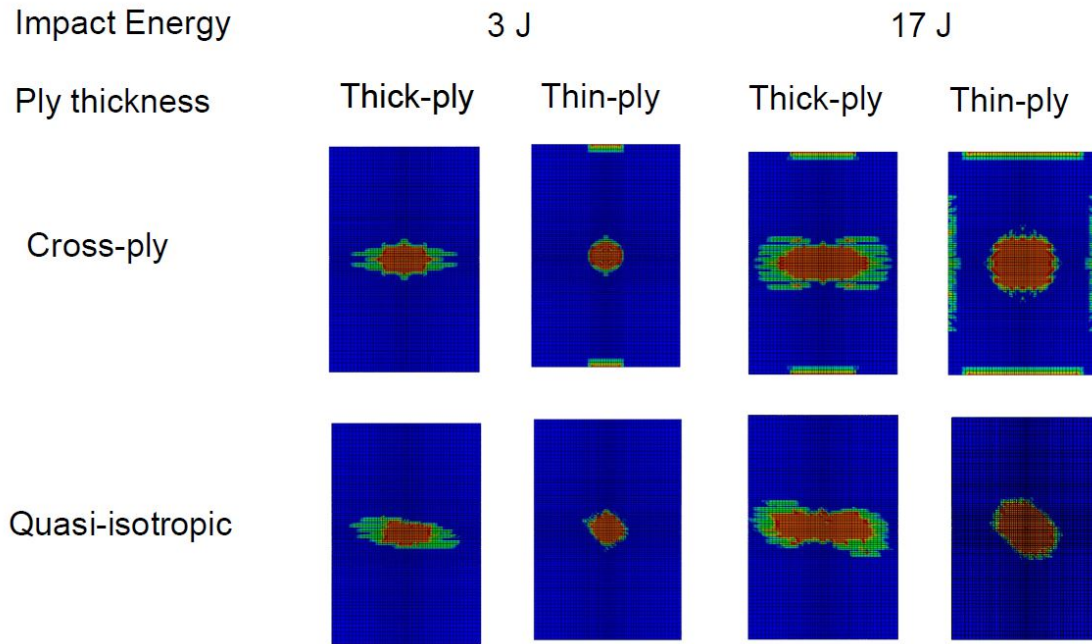 Impact Energy 3 J 17 J
Ply thickness Thick-ply Thin-ply Thick-ply Thin-ply
Cross-ply
Quasi-isotropic